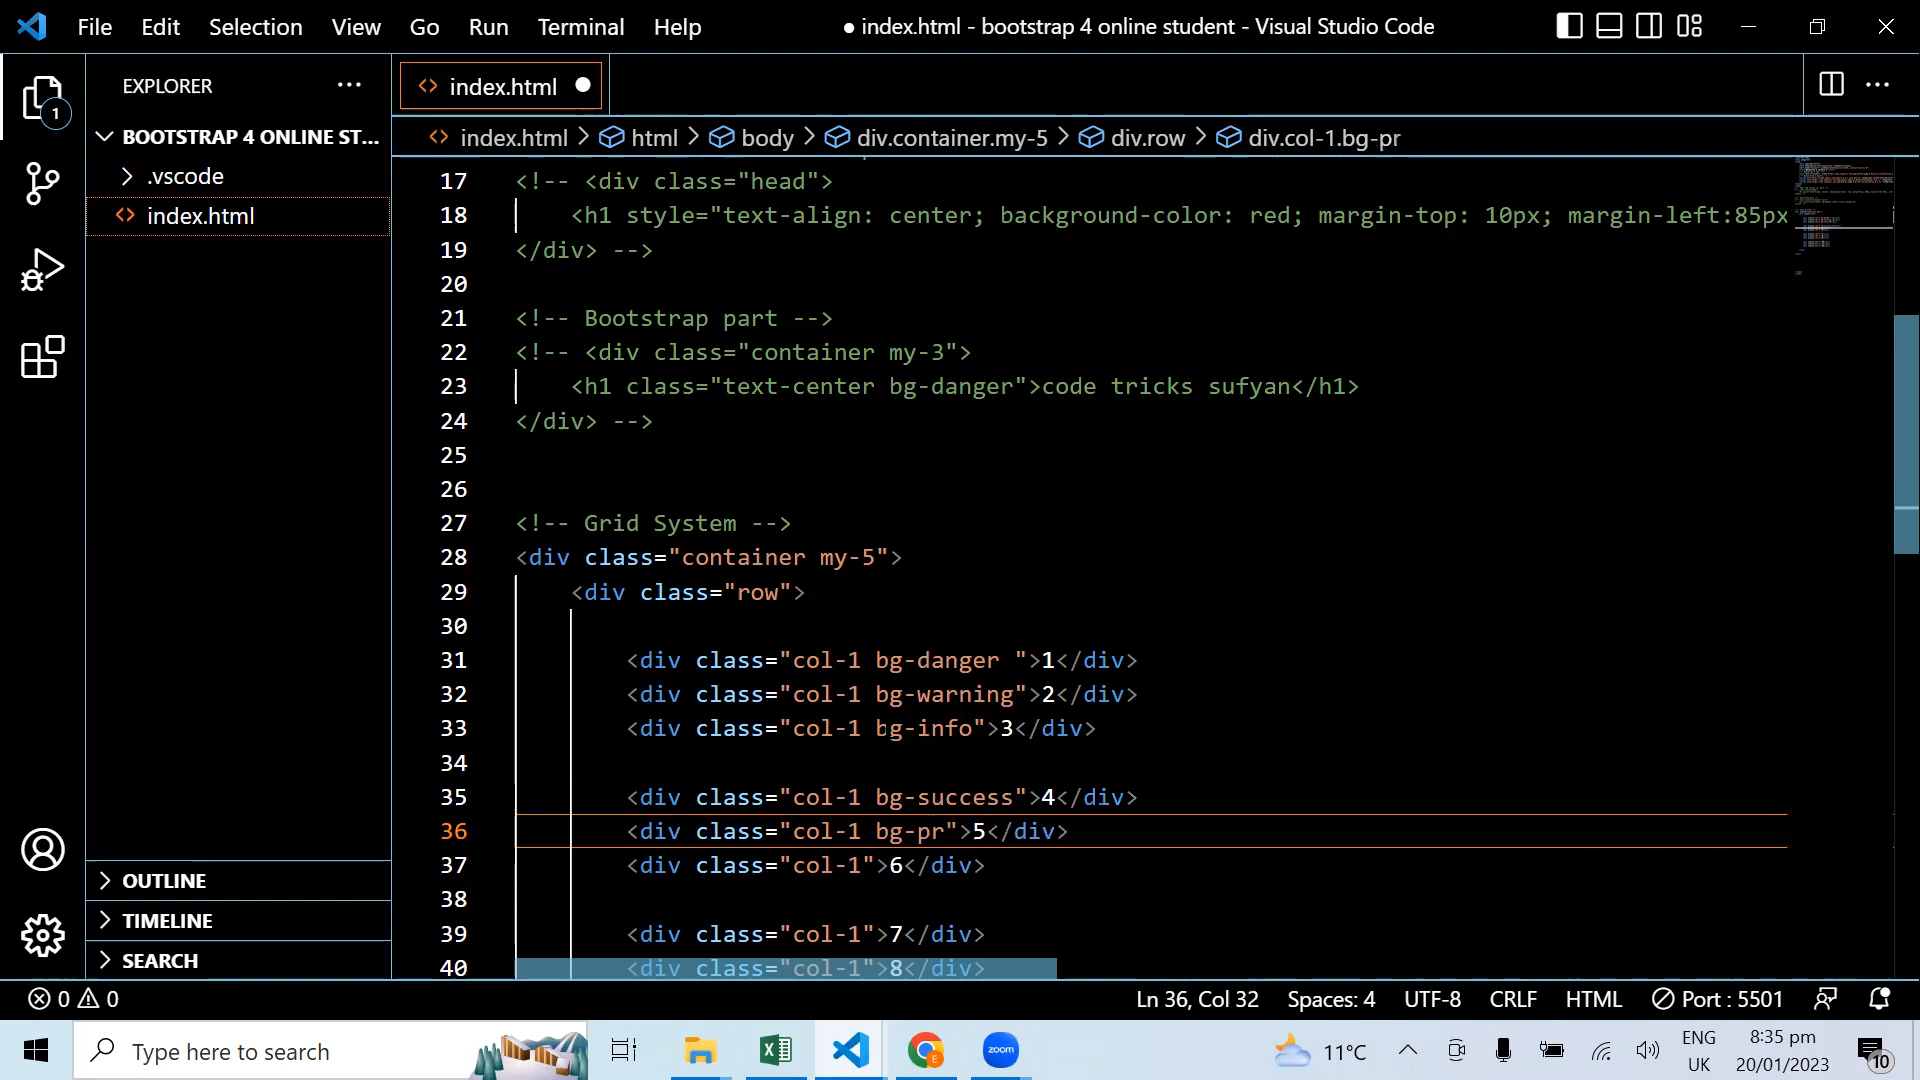 File Edit Selection View Go Run Terminal Help
● index.html - bootstrap 4 online student - Visual Studio Code
EXPLORER
1
BOOTSTRAP 4 ONLINE ST...
.vscode
index.html
OUTLINE
TIMELINE
SEARCH
index.html
index.html > html > body > div.container.my-5 > div.row > div.col-1.bg-pr
17 <!-- <div class="head">
18 <h1 style="text-align: center; background-color: red; margin-top: 10px; margin-left:85px
19 </div> -->
20
21 <!-- Bootstrap part -->
22 <!-- <div class="container my-3">
23 <h1 class="text-center bg-danger">code tricks sufyan</h1>
24 </div> -->
25
26
27 <!-- Grid System -->
28 <div class="container my-5">
29 <div class="row">
30
31 <div class="col-1 bg-danger ">1</div>
32 <div class="col-1 bg-warning">2</div>
33 <div class="col-1 bg-info">3</div>
34
35 <div class="col-1 bg-success">4</div>
36 <div class="col-1 bg-pr">5</div>
37 <div class="col-1">6</div>
38
39 <div class="col-1">7</div>
40 <div class="col-1">8</div>
0 0
Ln 36, Col 32 Spaces: 4 UTF-8 CRLF HTML Port : 5501
Type here to search
zoom
11°C
ENG
UK
8:35 pm
20/01/2023
10